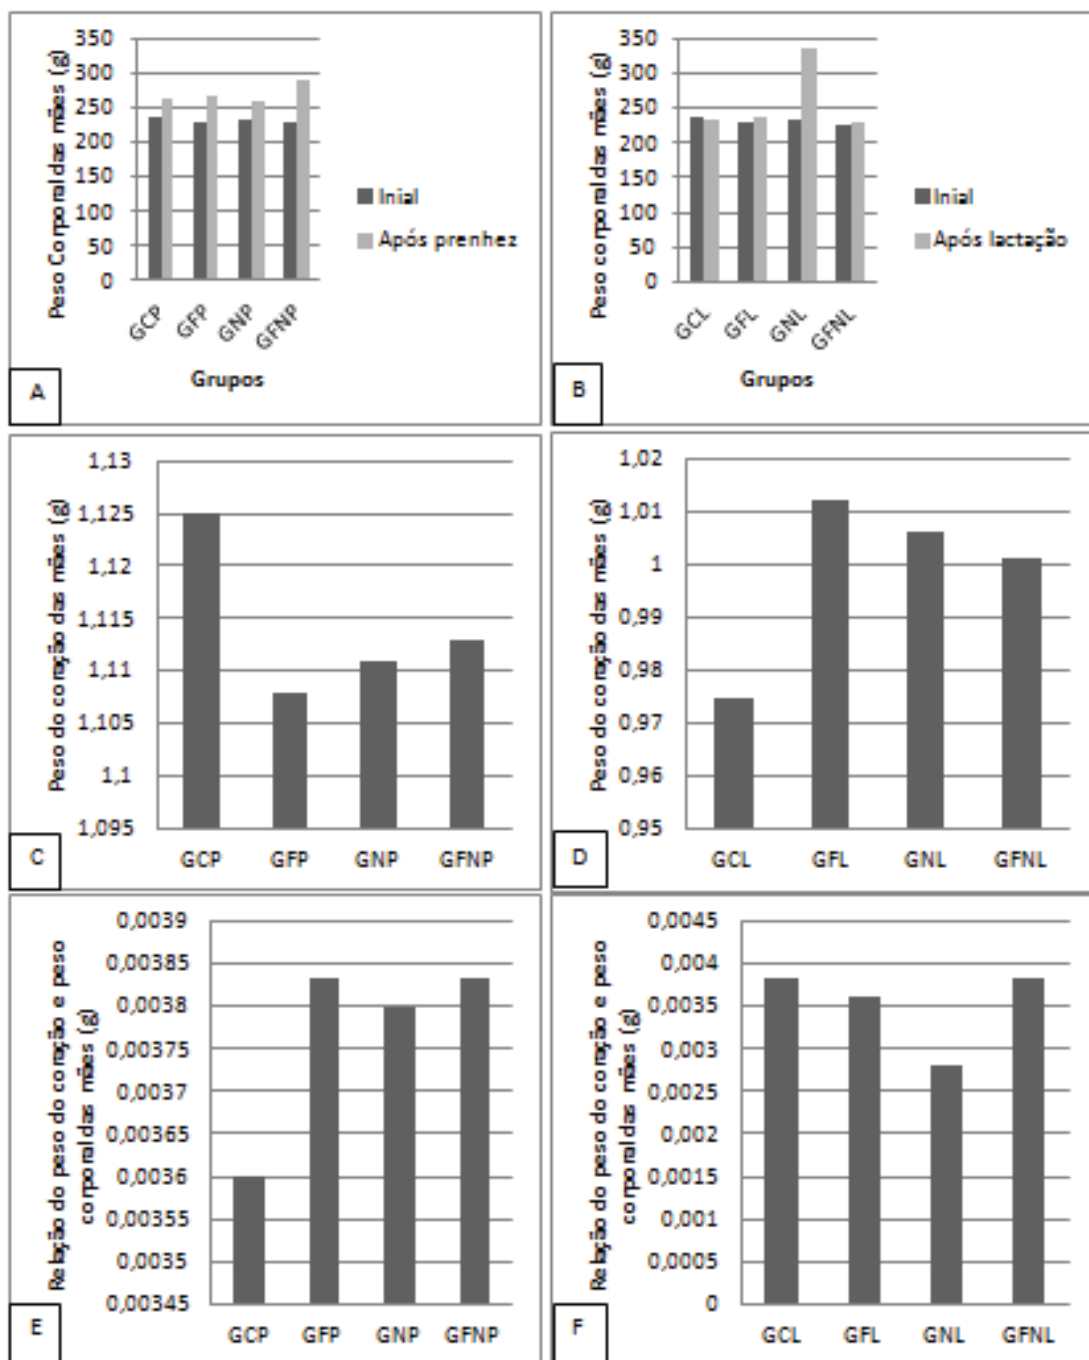 Peso Corporal das mães (g)
350
300
250
200
150
100
50
0
GCP GFP GNP GFNP
Grupos
Inial
Após prenhez
A
Peso corporal das mães (g)
350
300
250
200
150
100
50
0
GCL GFL GNL GFNL
Grupos
Inial
Após lactação
B
Peso do coração das mães (g)
1,13
1,125
1,12
1,115
1,11
1,105
1,1
1,095
GCP GFP GNP GFNP
C
Peso do coração das mães (g)
1,02
1,01
1
0,99
0,98
0,97
0,96
0,95
GCL GFL GNL GFNL
D
Relação do peso do coração e peso
corporal das mães (g)
0,0039
0,00385
0,0038
0,00375
0,0037
0,00365
0,0036
0,00355
0,0035
0,00345
GCP GFP GNP GFNP
E
Relação do peso do coração e peso
corporal das mães (g)
0,0045
0,004
0,0035
0,003
0,0025
0,002
0,0015
0,001
0,0005
0
GCL GFL GNL GFNL
F